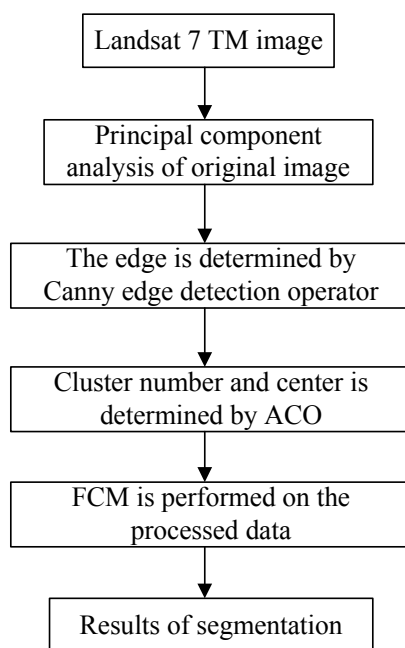 Landsat 7 TM image
Principal component
analysis of original image
The edge is determined by
Canny edge detection operator
Cluster number and center is
determined by ACO
FCM is performed on the
processed data
Results of segmentation